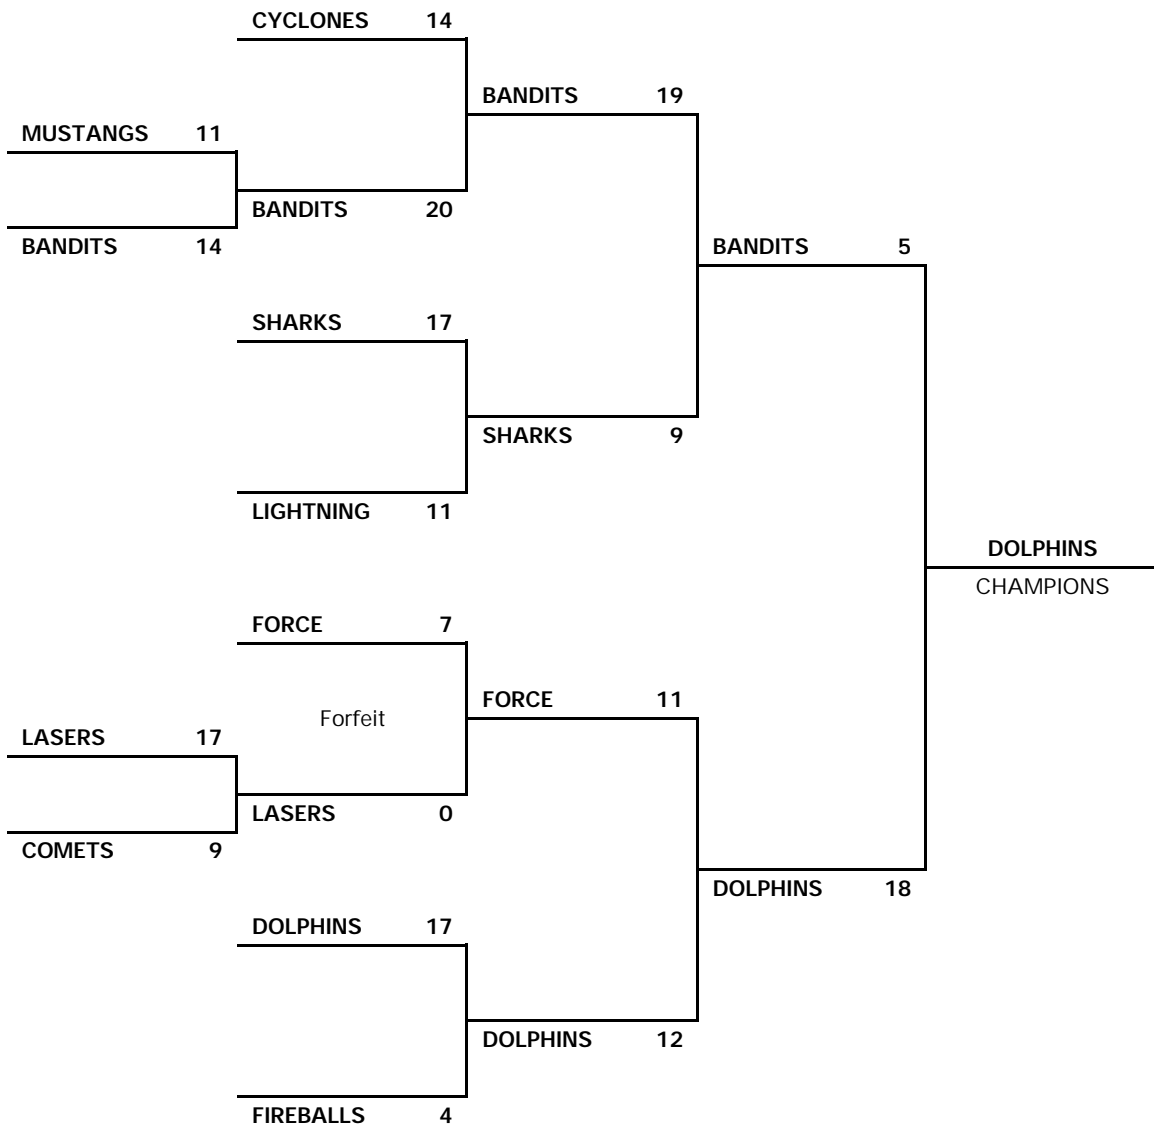 CYCLONES 14
BANDITS 19
MUSTANGS 11
BANDITS 20
BANDITS 14
BANDITS 5
SHARKS 17
SHARKS 9
LIGHTNING 11
DOLPHINS
CHAMPIONS
FORCE 7
FORCE 11
Forfeit
LASERS 17
LASERS 0
COMETS 9
DOLPHINS 18
DOLPHINS 17
DOLPHINS 12
FIREBALLS 4